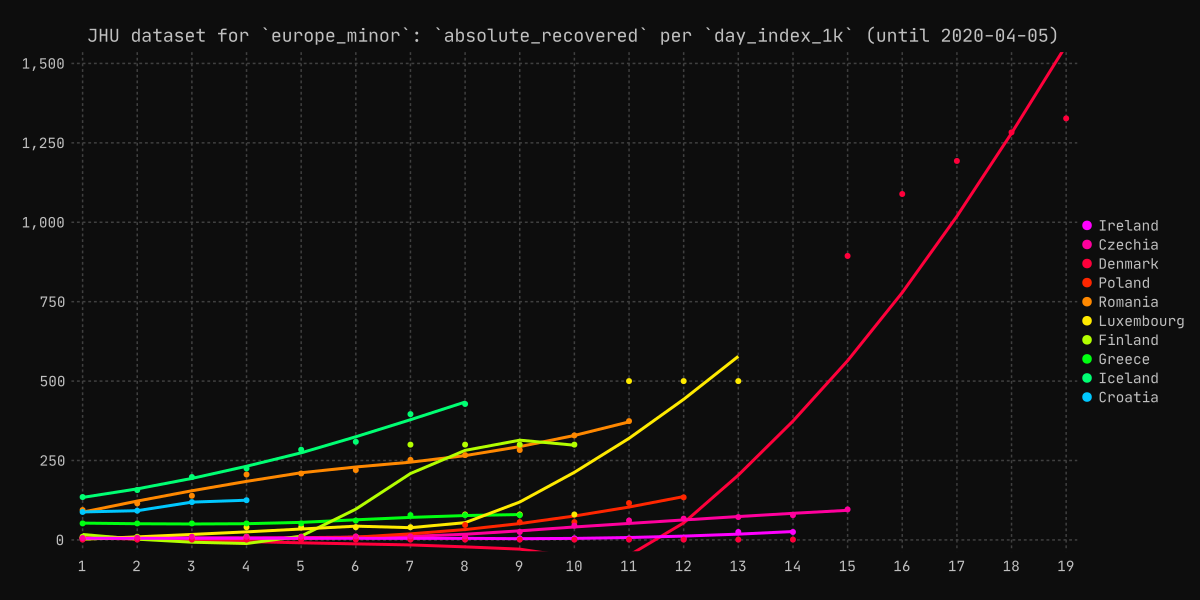 JHU dataset for `europe_minor`: `absolute_recovered` per `day_index_1k` (until 2020-04-05)
1,500
1,250
1,000
750
500
250
0
1 2 3 4 5 6 7 8 9 10 11 12 13 14 15 16 17 18 19
Ireland
Czechia
Denmark
Poland
Romania
Luxembourg
Finland
Greece
Iceland
Croatia